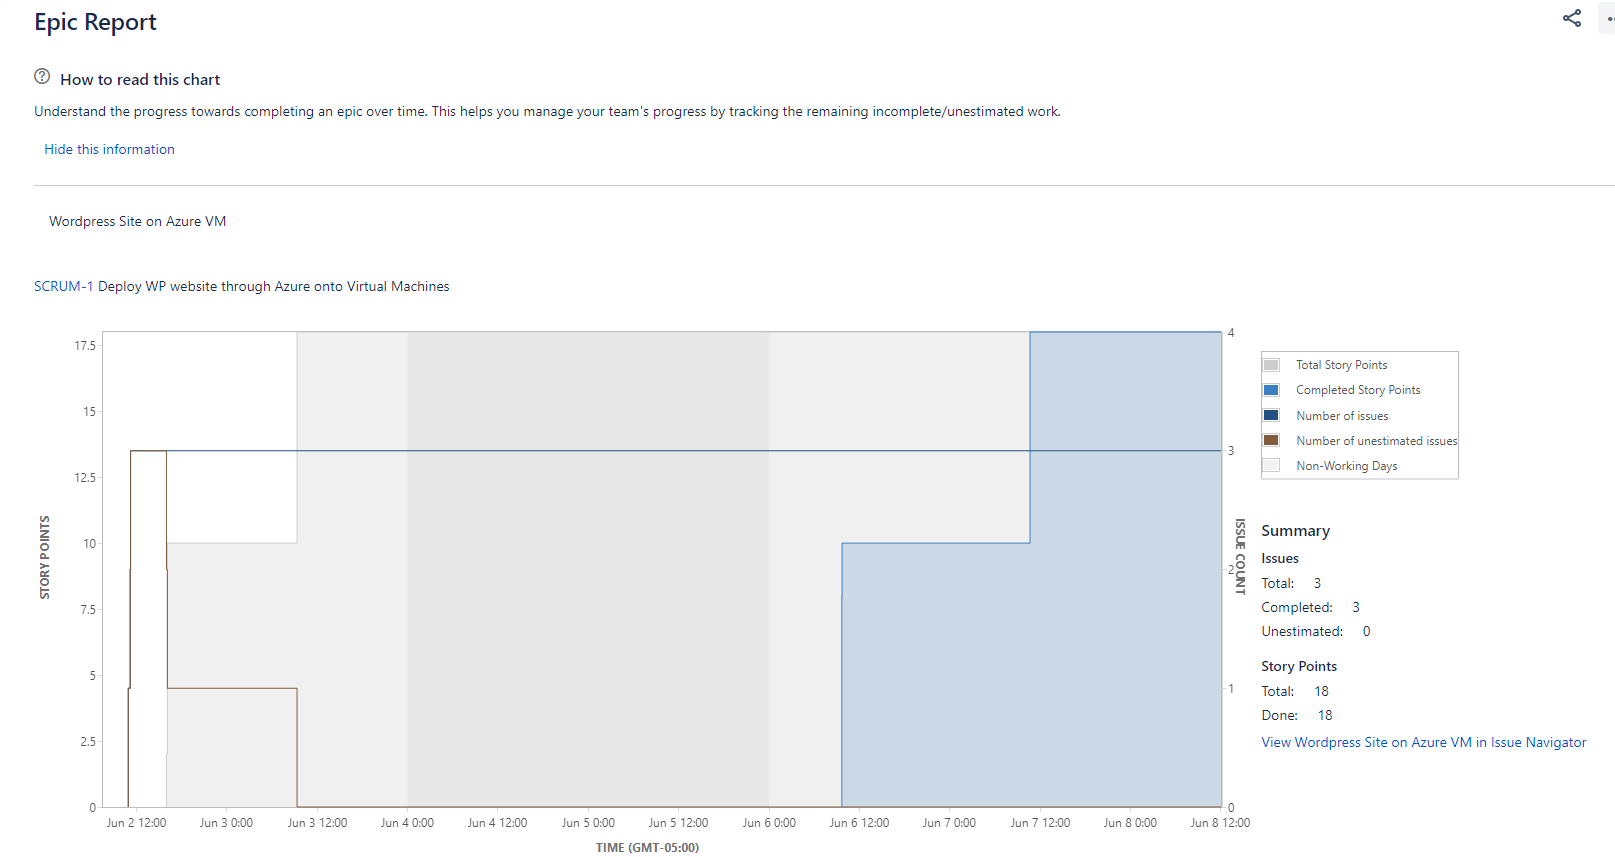 Epic Report
How to read this chart
Understand the progress towards completing an epic over time. This helps you manage your team's progress by tracking the remaining incomplete/unestimated work.
Hide this information
Wordpress Site on Azure VM
SCRUM-1 Deploy WP website through Azure onto Virtual Machines
17.5
15
12.5
10
7.5
5
2.5
0
STORY POINTS
4
3
2
1
0
ISSUE COUNT
Jun 2 12:00
Jun 3 0:00
Jun 3 12:00
Jun 4 0:00
Jun 4 12:00
Jun 5 0:00
Jun 5 12:00
Jun 6 0:00
Jun 6 12:00
Jun 7 0:00
Jun 7 12:00
Jun 8 0:00
Jun 8 12:00
TIME (GMT-05:00)
Total Story Points
Completed Story Points
Number of issues
Number of unestimated issues
Non-Working Days
Summary
Issues
Total: 3
Completed: 3
Unestimated: 0
Story Points
Total: 18
Done: 18
View Wordpress Site on Azure VM in Issue Navigator